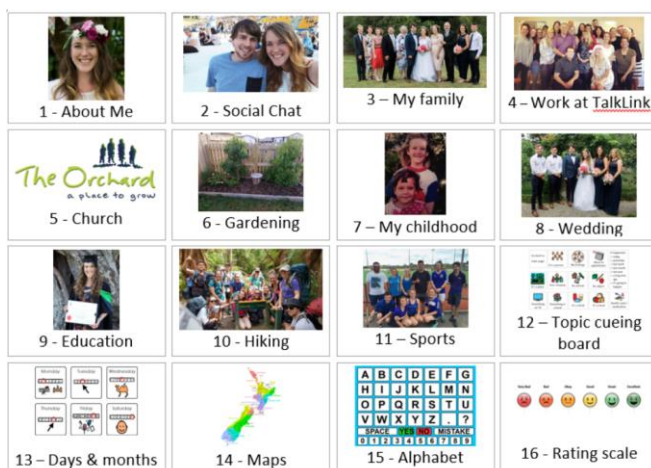 1 - About Me
2 - Social Chat
3 – My family
4 – Work at TalkLink
The Orchard
a place to grow
5 - Church
6 - Gardening
7 - My childhood
8 - Wedding
9 - Education
10 - Hiking
11 – Sports
12 – Topic cueing
board
Monday Tuesday Wednesday
Thursday Friday Saturday
13 – Days & months
14 - Maps
A B C D E F G
H I J K L M N
O P Q R S T U
V W X Y Z . ?
SPACE YES NO MISTAKE
0 1 2 3 4 5 6 7 8 9
15 - Alphabet
16 - Rating scale